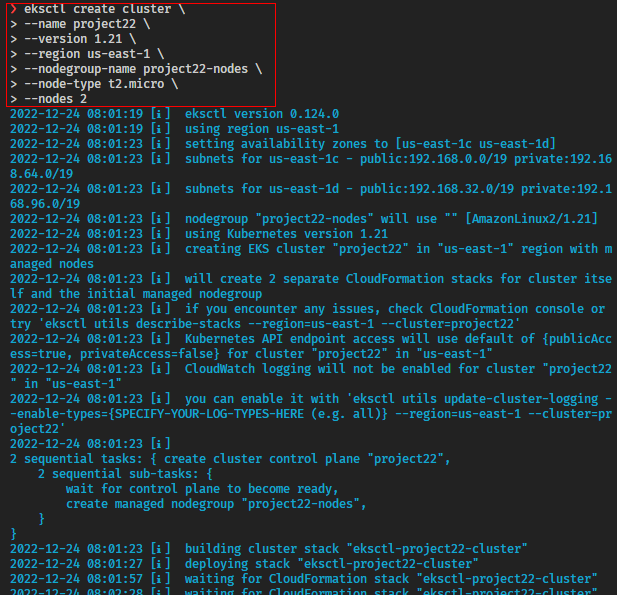 ❯ eksctl create cluster \
> --name project22 \
> --version 1.21 \
> --region us-east-1 \
> --nodegroup-name project22-nodes \
> --node-type t2.micro \
> --nodes 2
2022-12-24 08:01:19 [ℹ]  eksctl version 0.124.0
2022-12-24 08:01:19 [ℹ]  using region us-east-1
2022-12-24 08:01:23 [ℹ]  setting availability zones to [us-east-1c us-east-1d]
2022-12-24 08:01:23 [ℹ]  subnets for us-east-1c - public:192.168.0.0/19 private:192.16
8.64.0/19
2022-12-24 08:01:23 [ℹ]  subnets for us-east-1d - public:192.168.32.0/19 private:192.1
68.96.0/19
2022-12-24 08:01:23 [ℹ]  nodegroup "project22-nodes" will use "" [AmazonLinux2/1.21]
2022-12-24 08:01:23 [ℹ]  using Kubernetes version 1.21
2022-12-24 08:01:23 [ℹ]  creating EKS cluster "project22" in "us-east-1" region with m
anaged nodes
2022-12-24 08:01:23 [ℹ]  will create 2 separate CloudFormation stacks for cluster itse
lf and the initial managed nodegroup
2022-12-24 08:01:23 [ℹ]  if you encounter any issues, check CloudFormation console or
try 'eksctl utils describe-stacks --region=us-east-1 --cluster=project22'
2022-12-24 08:01:23 [ℹ]  Kubernetes API endpoint access will use default of {publicAcc
ess=true, privateAccess=false} for cluster "project22" in "us-east-1"
2022-12-24 08:01:23 [ℹ]  CloudWatch logging will not be enabled for cluster "project22
" in "us-east-1"
2022-12-24 08:01:23 [ℹ]  you can enable it with 'eksctl utils update-cluster-logging -
-enable-types={SPECIFY-YOUR-LOG-TYPES-HERE (e.g. all)} --region=us-east-1 --cluster=pr
oject22'
2022-12-24 08:01:23 [ℹ]
2 sequential tasks: { create cluster control plane "project22",
    2 sequential sub-tasks: {
        wait for control plane to become ready,
        create managed nodegroup "project22-nodes",
    }
}
2022-12-24 08:01:23 [ℹ]  building cluster stack "eksctl-project22-cluster"
2022-12-24 08:01:27 [ℹ]  deploying stack "eksctl-project22-cluster"
2022-12-24 08:01:57 [ℹ]  waiting for CloudFormation stack "eksctl-project22-cluster"
2022-12-24 08:02:28 [ℹ]  waiting for CloudFormation stack "eksctl-project22-cluster"